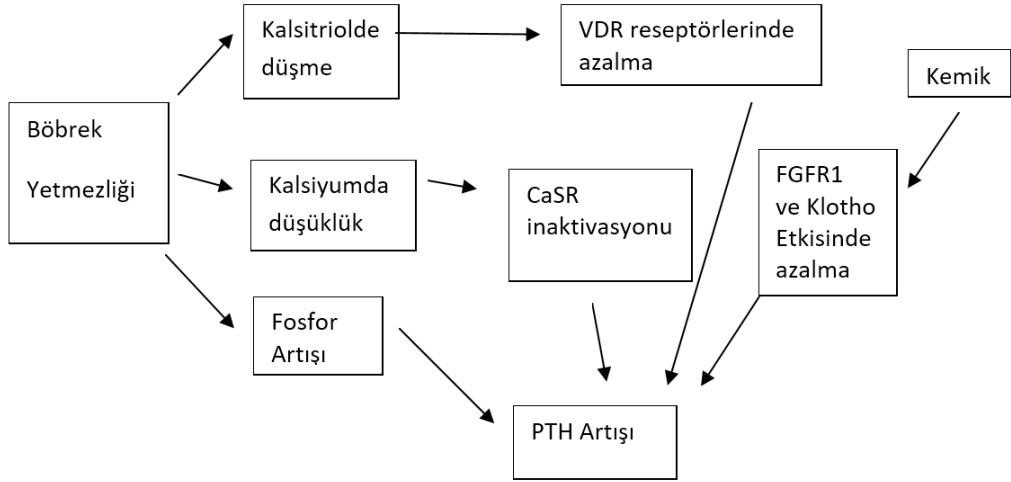 Kalsitriolde
düşme
VDR reseptörlerinde
azalma
Kemik
Böbrek
Yetmezliği
Kalsiyumda
düşüklük
CaSR
inaktivasyonu
FGFR1
ve Klotho
Etkisinde
azalma
Fosfor
Artışı
PTH Artışı